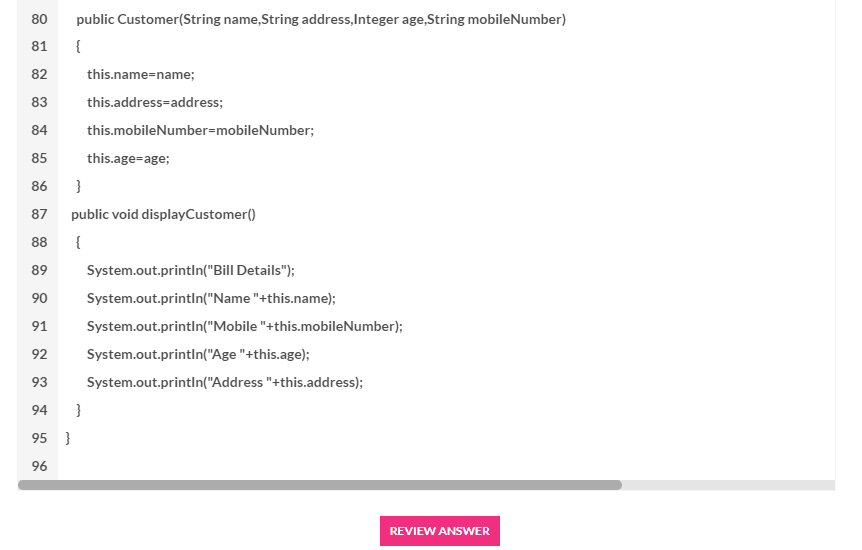 80 public Customer(String name,String address,Integer age,String mobileNumber)
81 {
82 this.name=name;
83 this.address=address;
84 this.mobileNumber=mobileNumber;
85 this.age=age;
86 }
87 public void displayCustomer()
88 {
89 System.out.println("Bill Details");
90 System.out.println("Name "+this.name);
91 System.out.println("Mobile "+this.mobileNumber);
92 System.out.println("Age "+this.age);
93 System.out.println("Address "+this.address);
94 }
95 }
96
REVIEW ANSWER